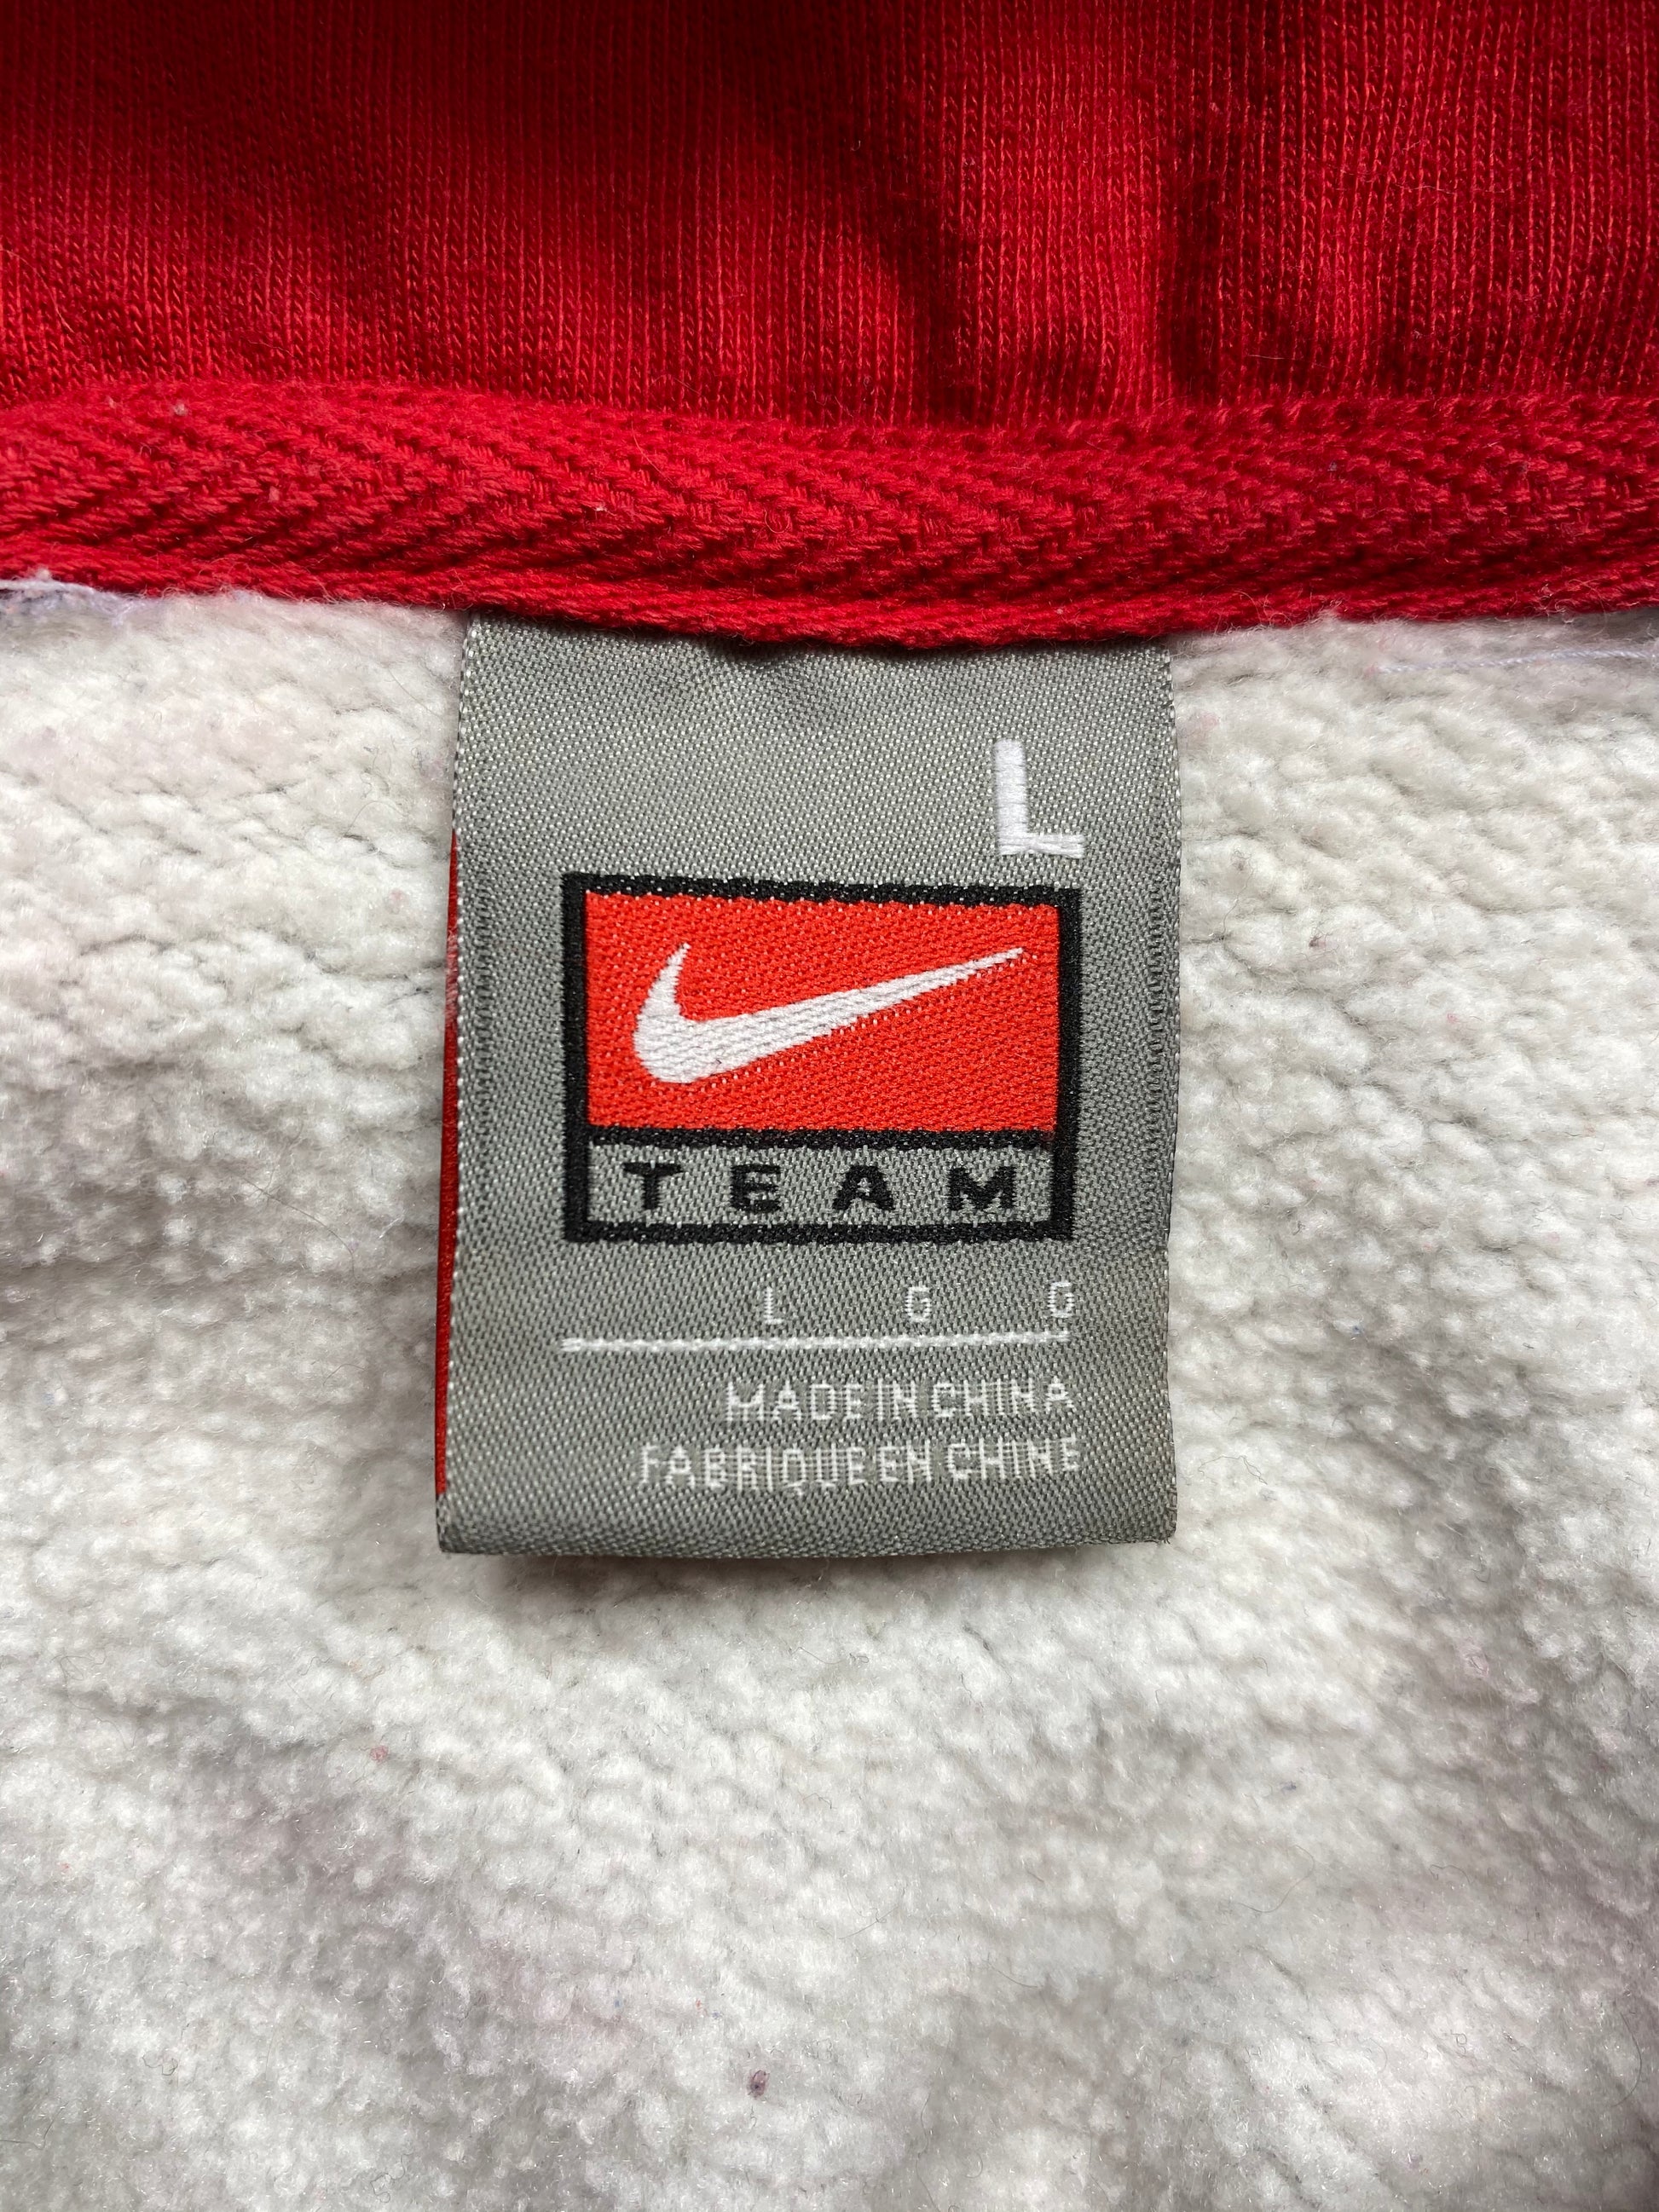 L
TEAM
L G G
MADE IN CHINA
FABRIQUE EN CHINE